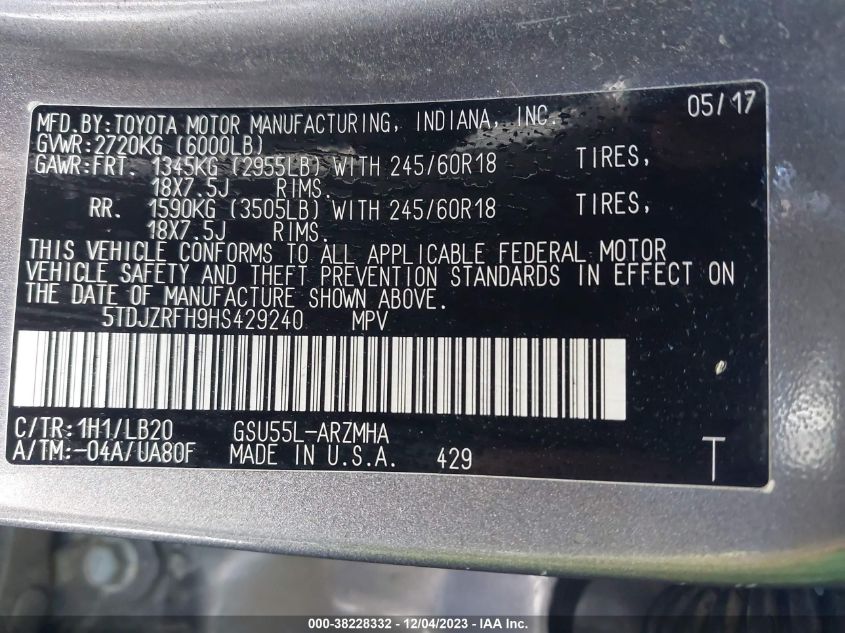 05/17
MFD.BY:TOYOTA MOTOR MANUFACTURING, INDIANA, INC.
GVWR:2720KG (6000LB)
GAWR:FRT. 1345KG (2955LB) WITH 245/60R18 TIRES,
18X7.5J RIMS.
RR. 1590KG (3505LB) WITH 245/60R18 TIRES,
18X7.5J RIMS.
THIS VEHICLE CONFORMS TO ALL APPLICABLE FEDERAL MOTOR
VEHICLE SAFETY AND THEFT PREVENTION STANDARDS IN EFFECT ON
THE DATE OF MANUFACTURE SHOWN ABOVE.
5TDJZRFH9HS429240 MPV
C/TR:1H1/LB20 GSU55L-ARZMHA
A/TM:-04A/UA80F MADE IN U.S.A. 429 T
000-38228332 - 12/04/2023 - IAA Inc.